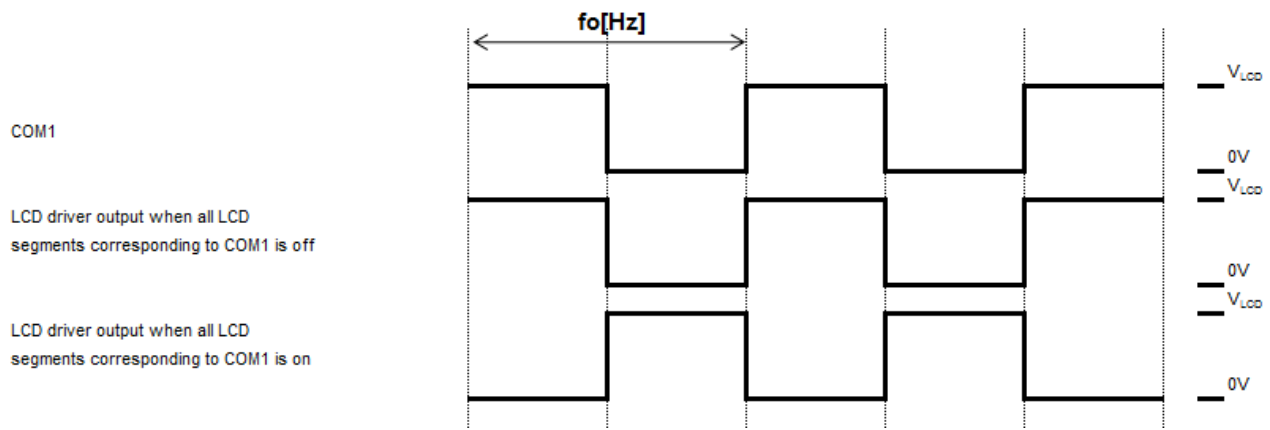 fo[Hz]
VLCD
COM1
0V
VLCD
LCD driver output when all LCD
segments corresponding to COM1 is off
0V
VLCD
LCD driver output when all LCD
segments corresponding to COM1 is on
0V